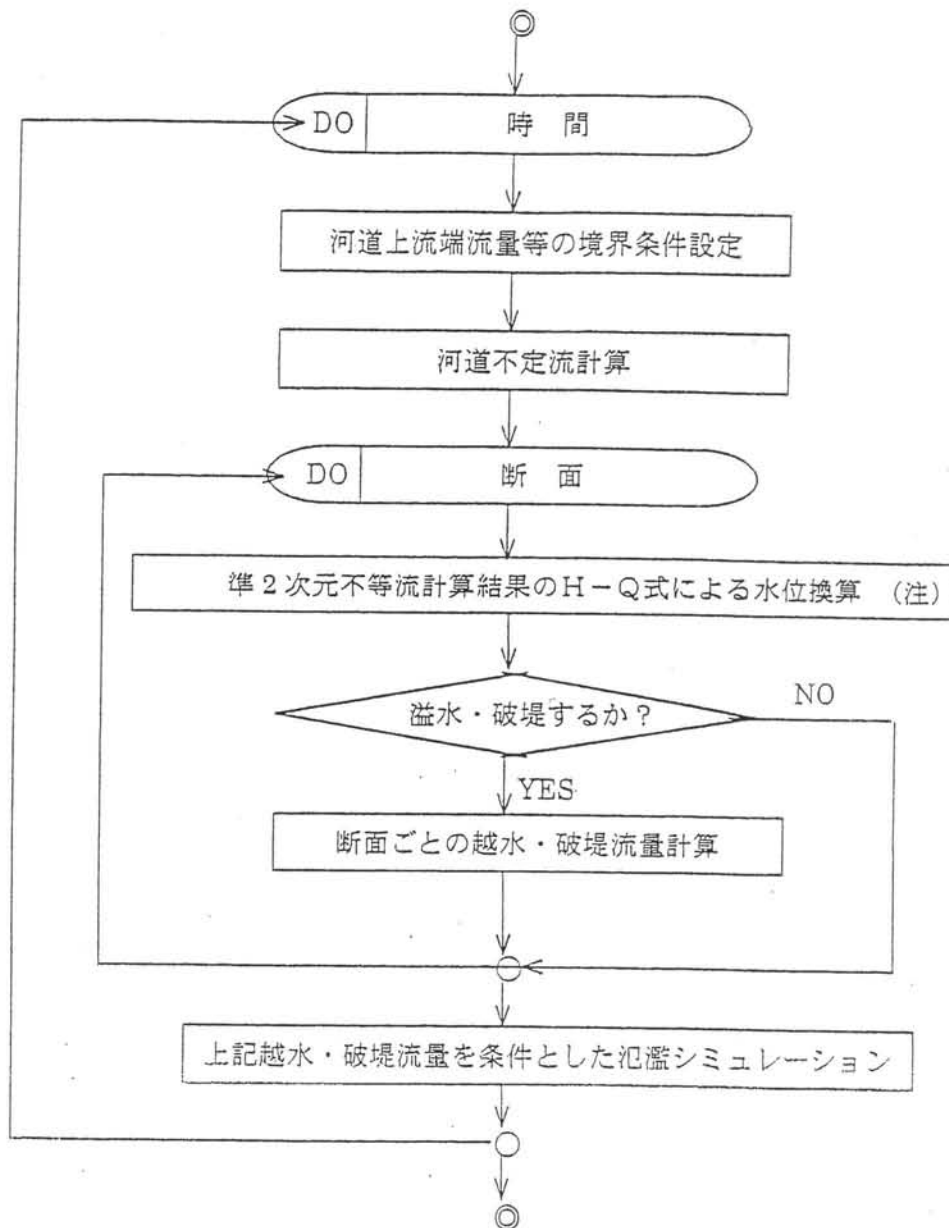 DO 時 間
河道上流端流量等の境界条件設定
河道不定流計算
DO 断 面
準2次元不等流計算結果のH-Q式による水位換算 (注)
溢水・破堤するか?
NO
YES
断面ごとの越水・破堤流量計算
上記越水・破堤流量を条件とした氾濫シミュレーション